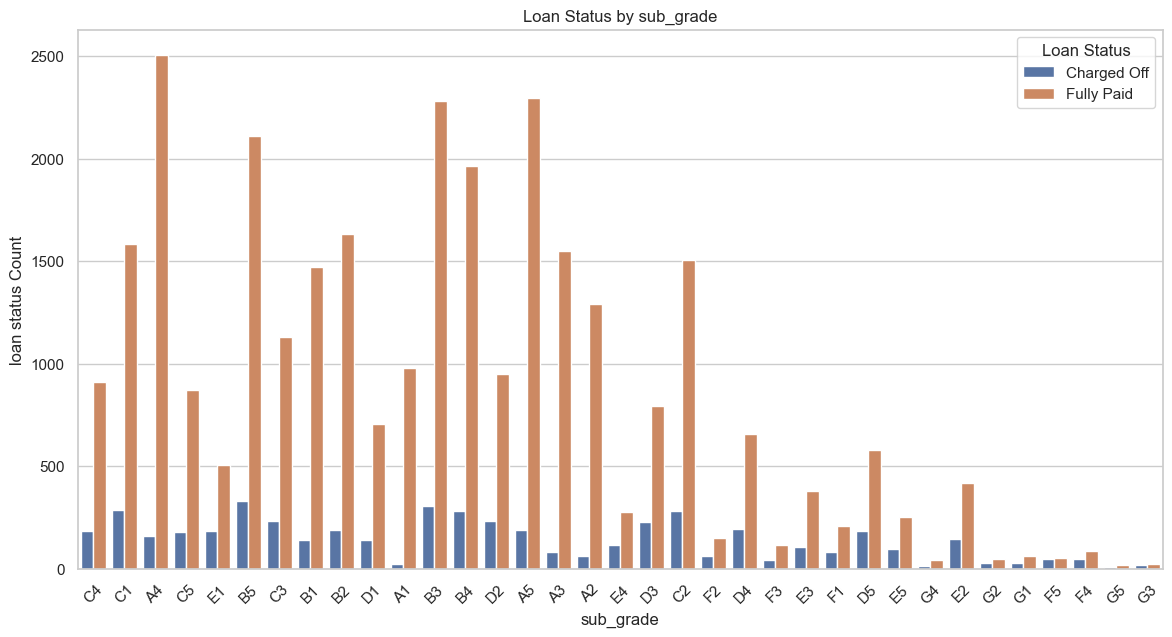 Loan Status by sub_grade
Loan Status
Charged Off
Fully Paid
loan status Count
2500
2000
1500
1000
500
0
C4 C1 A4 C5 E1 B5 C3 B1 B2 D1 A1 B3 B4 D2 A5 A3 A2 E4 D3 C2 F2 D4 F3 E3 F1 D5 E5 G4 E2 G2 G1 F5 F4 G5 G3
sub_grade